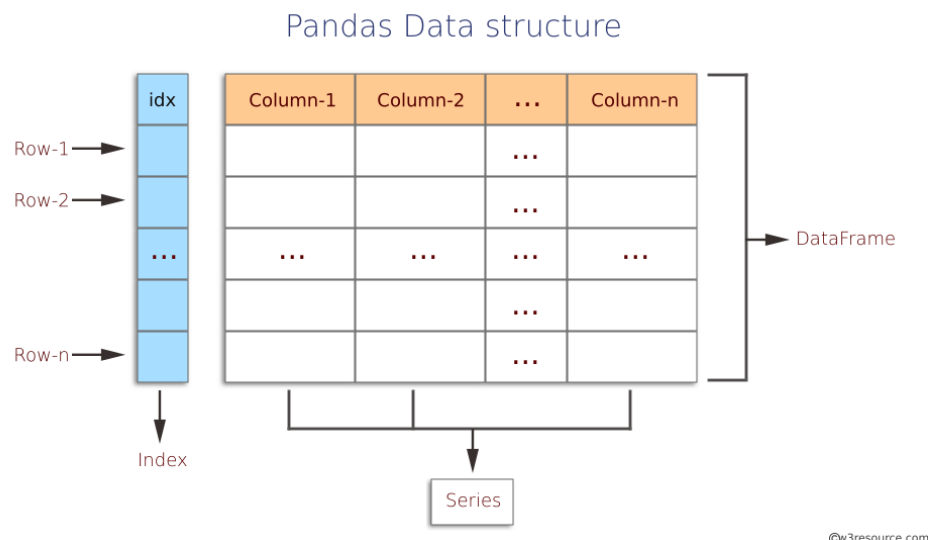 Pandas Data structure
idx Column-1 Column-2 ... Column-n
Row-1 ...
Row-2 ...
... ... ... ... ...
...
Row-n ...
DataFrame
Index
Series
©w3resource.com